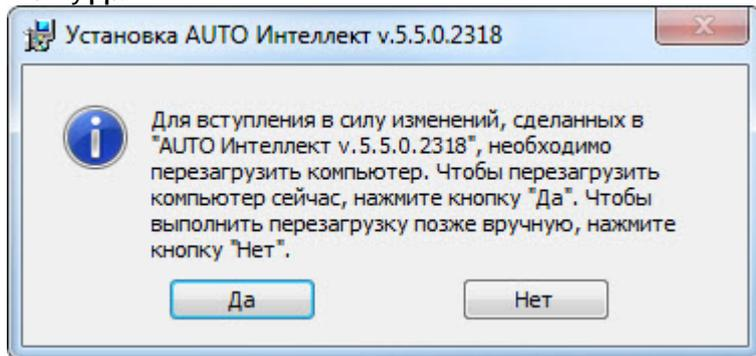 Установка AUTO Интеллект v.5.5.0.2318
Для вступления в силу изменений, сделанных в
"AUTO Интеллект v.5.5.0.2318", необходимо
перезагрузить компьютер. Чтобы перезагрузить
компьютер сейчас, нажмите кнопку "Да". Чтобы
выполнить перезагрузку позже вручную, нажмите
кнопку "Нет".
Да
Нет